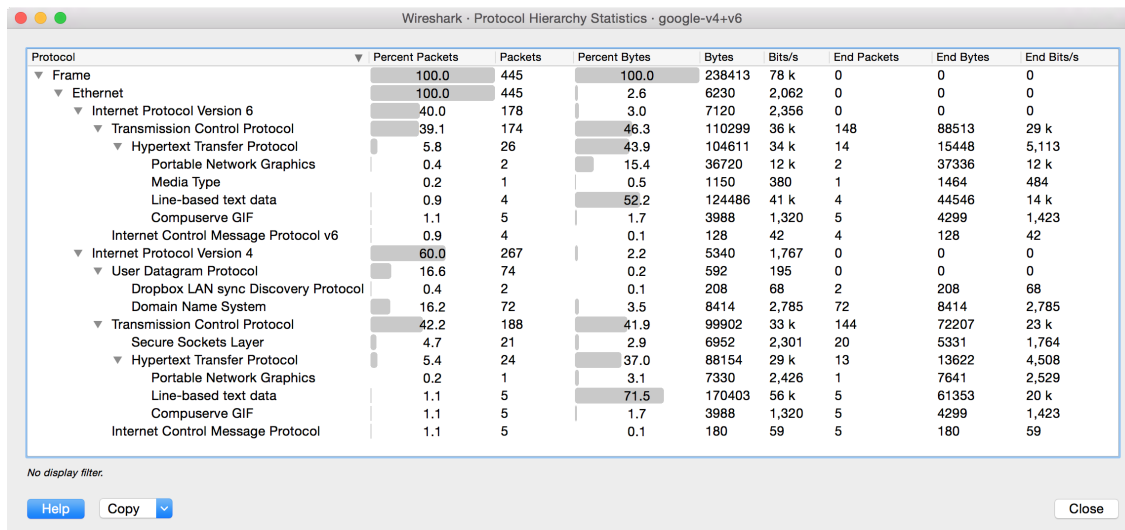 Wireshark · Protocol Hierarchy Statistics · google-v4+v6
Protocol Percent Packets Packets Percent Bytes Bytes Bits/s End Packets End Bytes End Bits/s
Frame 100.0 445 100.0 238413 78 k 0 0 0
Ethernet 100.0 445 2.6 6230 2,062 0 0 0
Internet Protocol Version 6 40.0 178 3.0 7120 2,356 0 0 0
Transmission Control Protocol 39.1 174 46.3 110299 36 k 148 88513 29 k
Hypertext Transfer Protocol 5.8 26 43.9 104611 34 k 14 15448 5,113
Portable Network Graphics 0.4 2 15.4 36720 12 k 2 37336 12 k
Media Type 0.2 1 0.5 1150 380 1 1464 484
Line-based text data 0.9 4 52.2 124486 41 k 4 44546 14 k
Compuserve GIF 1.1 5 1.7 3988 1,320 5 4299 1,423
Internet Control Message Protocol v6 0.9 4 0.1 128 42 4 128 42
Internet Protocol Version 4 60.0 267 2.2 5340 1,767 0 0 0
User Datagram Protocol 16.6 74 0.2 592 195 0 0 0
Dropbox LAN sync Discovery Protocol 0.4 2 0.1 208 68 2 208 68
Domain Name System 16.2 72 3.5 8414 2,785 72 8414 2,785
Transmission Control Protocol 42.2 188 41.9 99902 33 k 144 72207 23 k
Secure Sockets Layer 4.7 21 2.9 6952 2,301 20 5331 1,764
Hypertext Transfer Protocol 5.4 24 37.0 88154 29 k 13 13622 4,508
Portable Network Graphics 0.2 1 3.1 7330 2,426 1 7641 2,529
Line-based text data 1.1 5 71.5 170403 56 k 5 61353 20 k
Compuserve GIF 1.1 5 1.7 3988 1,320 5 4299 1,423
Internet Control Message Protocol 1.1 5 0.1 180 59 5 180 59
No display filter.
Help Copy Close